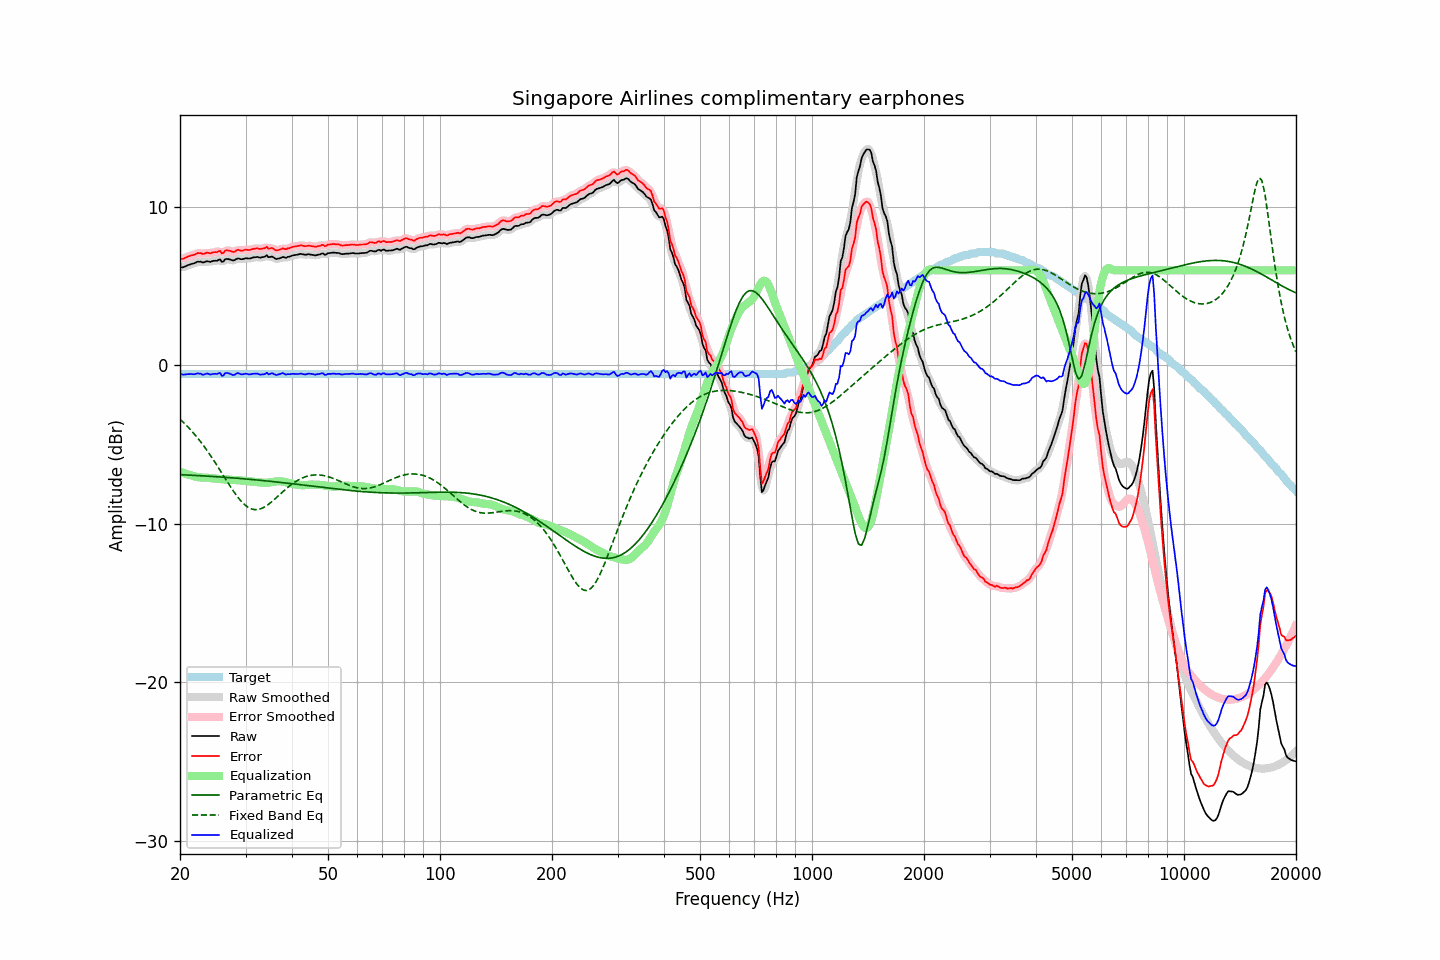 Singapore Airlines complimentary earphones
Amplitude (dBr)
10
0
−10
−20
−30
Target
Raw Smoothed
Error Smoothed
Raw
Error
Equalization
Parametric Eq
Fixed Band Eq
Equalized
20 50 100 200 500 1000 2000 5000 10000 20000
Frequency (Hz)